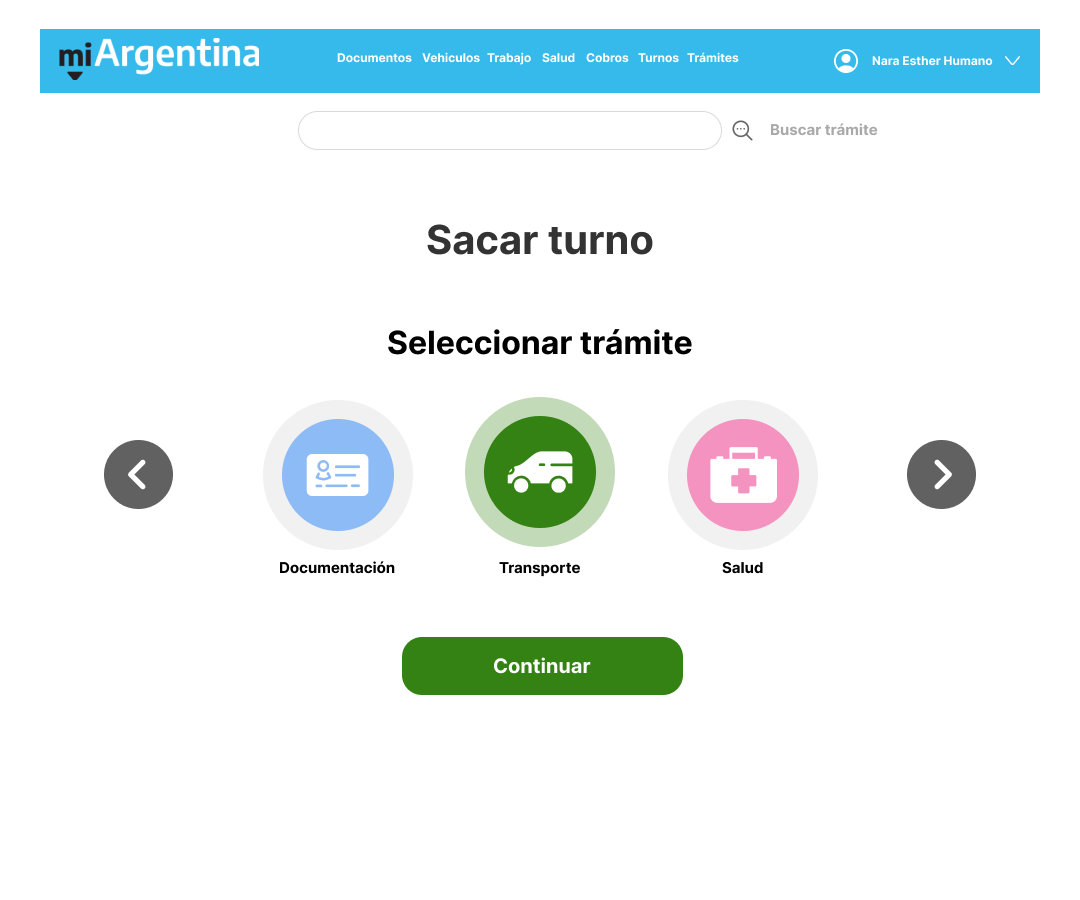 miArgentina
Documentos Vehiculos Trabajo Salud Cobros Turnos Trámites
Nara Esther Humano
Buscar trámite
Sacar turno
Seleccionar trámite
Documentación
Transporte
Salud
Continuar